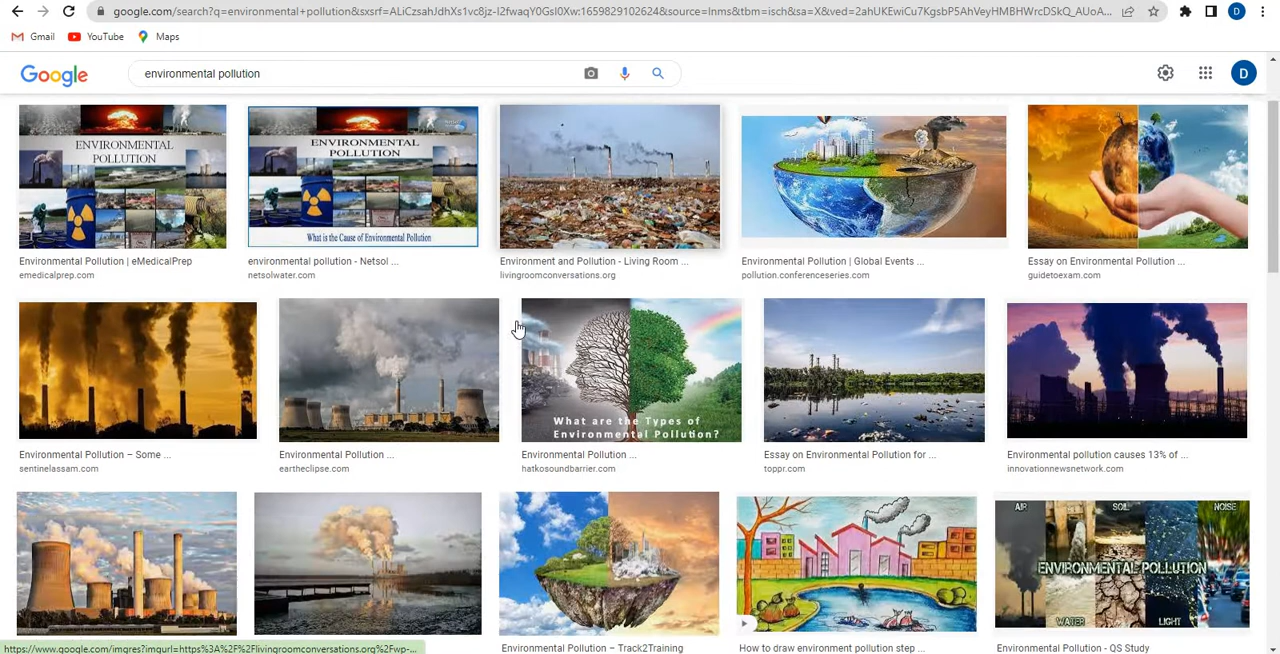 google.com/search?q=environmental+pollution&sxsrf=ALiCzsahJdhXs1vc8jz-I2fwaqY0GsI0Xw:1659829102624&source=lnms&tbm=isch&sa=X&ved=2ahUKEwiCu7KgsbP5AhVeyHMBHWrcDSkQ_AUoA...
D
Gmail
YouTube
Maps
Google
environmental pollution
D
ENVIRONMENTAL
POLLUTION
ENVIRONMENTAL
POLLUTION
What is the Cause of Environmental Pollution
Environmental Pollution | eMedicalPrep
emedicalprep.com
environmental pollution - Netsol ...
netsolwater.com
Environment and Pollution - Living Room ...
livingroomconversations.org
Environmental Pollution | Global Events ...
pollution.conferenceseries.com
Essay on Environmental Pollution ...
guidetoexam.com
What are the Types of
Environmental Pollution?
Environmental Pollution – Some ...
sentinelassam.com
Environmental Pollution ...
eartheclipse.com
Environmental Pollution ...
hatkosoundbarrier.com
Essay on Environmental Pollution for ...
toppr.com
Environmental pollution causes 13% of ...
innovationnewsnetwork.com
AIR
SOIL
NOISE
ENVIRONMENTAL POLLUTION
WATER
LIGHT
Environmental Pollution – Track2Training
How to draw environment pollution step ...
Environmental Pollution - QS Study
https://www.google.com/imgres?imgurl=https%3A%2F%2Flivingroomconversations.org%2Fwp-...